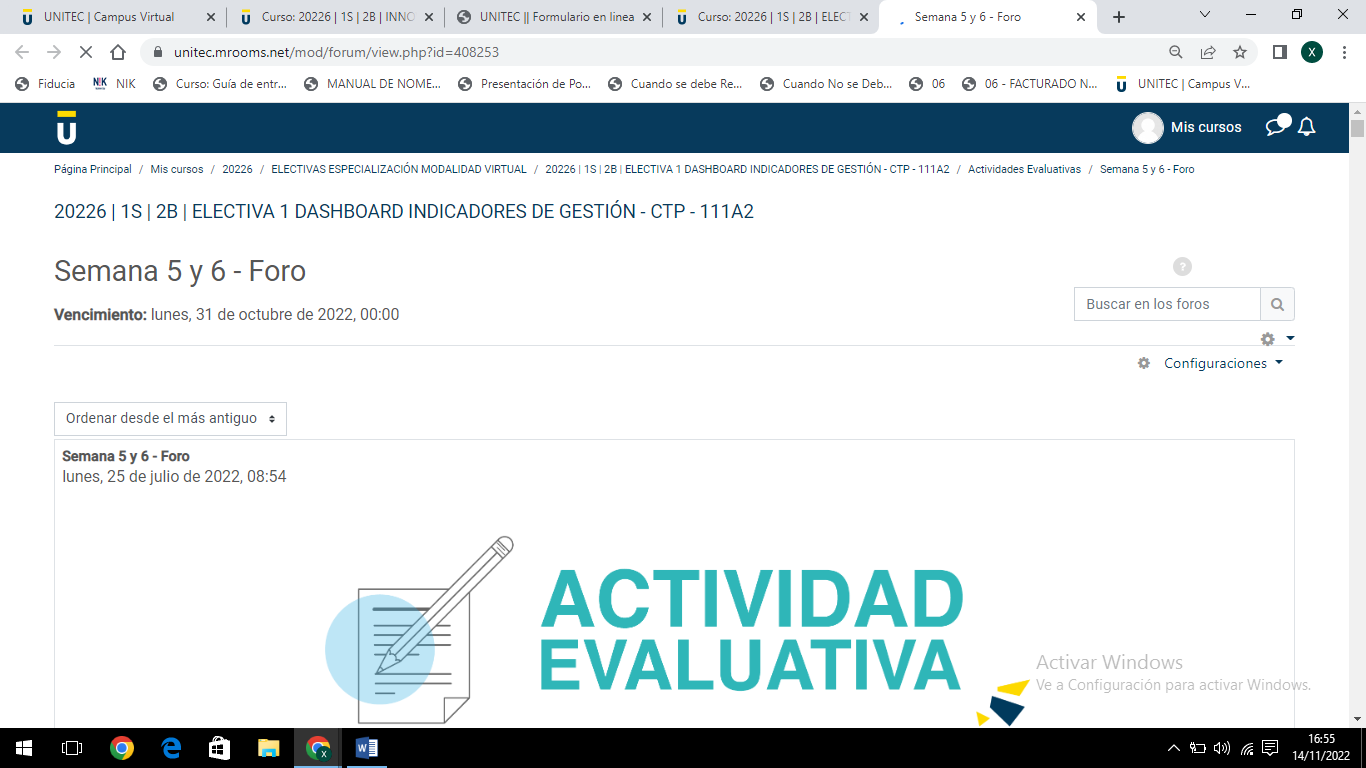 UNITEC | Campus Virtual
Curso: 20226 | 1S | 2B | INNO
UNITEC || Formulario en linea
Curso: 20226 | 1S | 2B | ELECT
Semana 5 y 6 - Foro
unitec.mrooms.net/mod/forum/view.php?id=408253
X
Fiducia
NIK
NIK
Curso: Guía de entr...
MANUAL DE NOME...
Presentación de Po...
Cuando se debe Re...
Cuando No se Deb...
06
06 - FACTURADO N...
UNITEC | Campus V...
Mis cursos
Página Principal / Mis cursos / 20226 / ELECTIVAS ESPECIALIZACIÓN MODALIDAD VIRTUAL / 20226 | 1S | 2B | ELECTIVA 1 DASHBOARD INDICADORES DE GESTIÓN - CTP - 111A2 / Actividades Evaluativas / Semana 5 y 6 - Foro
20226 | 1S | 2B | ELECTIVA 1 DASHBOARD INDICADORES DE GESTIÓN - CTP - 111A2
Semana 5 y 6 - Foro
?
Vencimiento: lunes, 31 de octubre de 2022, 00:00
Buscar en los foros
Configuraciones
Ordenar desde el más antiguo
Semana 5 y 6 - Foro
lunes, 25 de julio de 2022, 08:54
ACTIVIDAD
EVALUATIVA
Activar Windows
Ve a Configuración para activar Windows.
16:55
14/11/2022